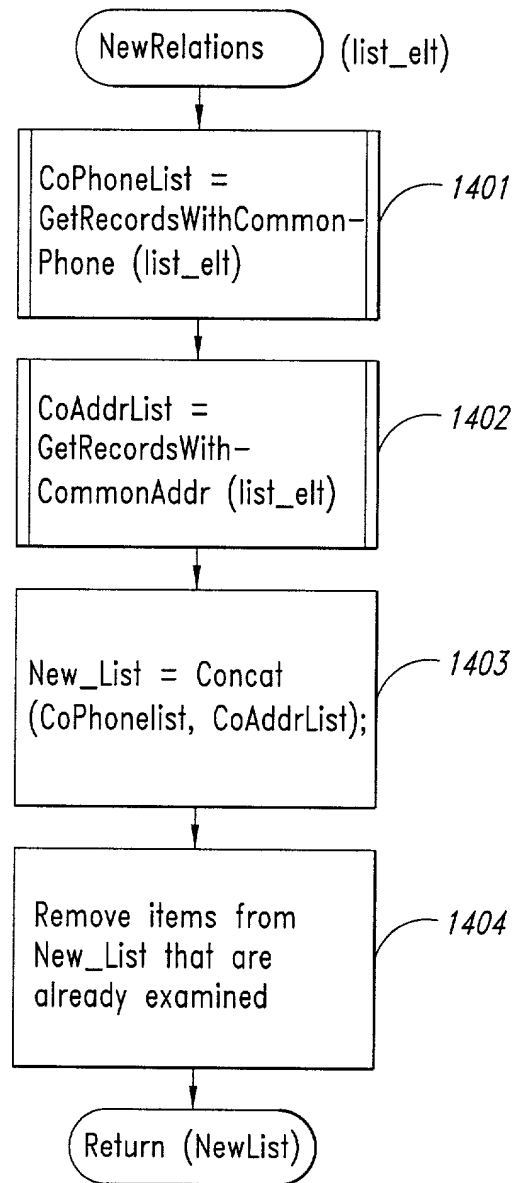 NewRelations (list_elt)
CoPhoneList =
GetRecordsWithCommon-
Phone (list_elt)
1401
CoAddrList =
GetRecordsWith-
CommonAddr (list_elt)
1402
New_List = Concat
(CoPhonelist, CoAddrList);
1403
Remove items from
New_List that are
already examined
1404
Return (NewList)